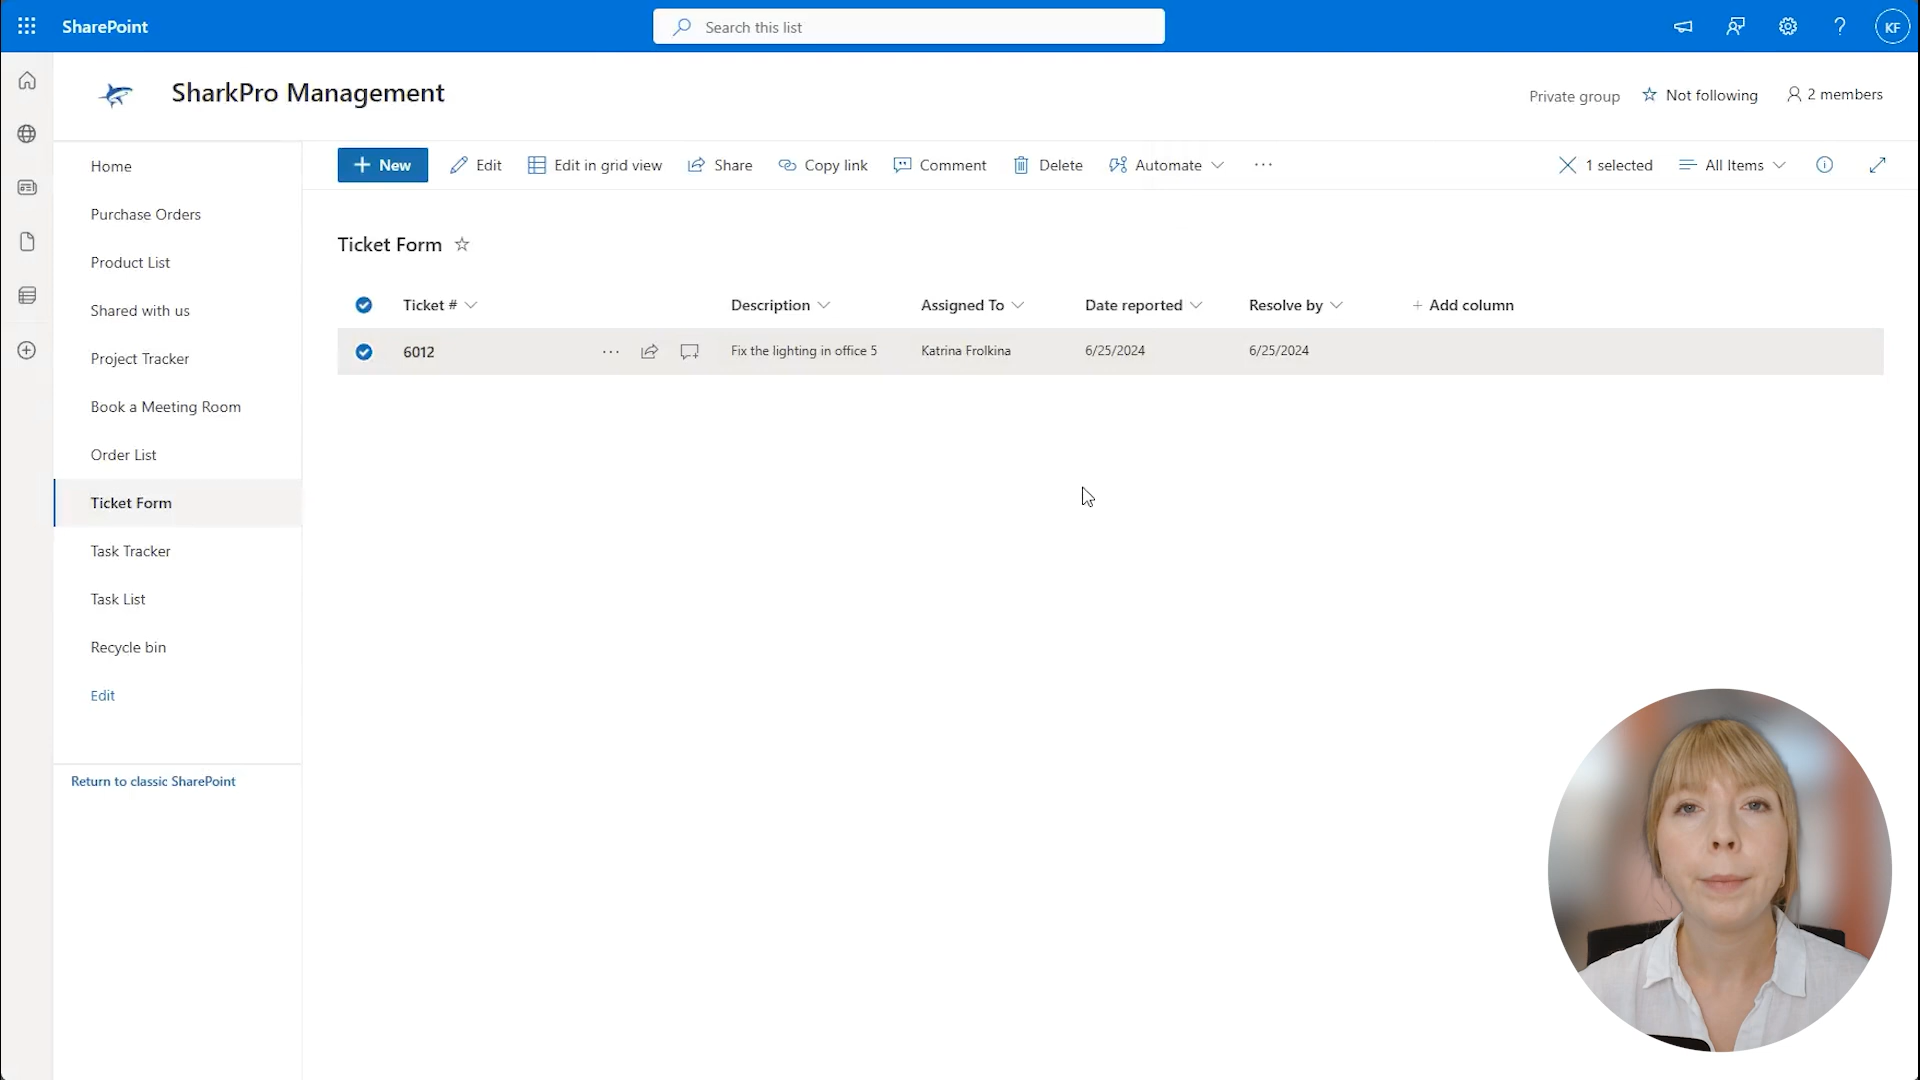 SharePoint
Search this list
KF
SharkPro Management
Private group
Not following
2 members
Home
Purchase Orders
Product List
Shared with us
Project Tracker
Book a Meeting Room
Order List
Ticket Form
Task Tracker
Task List
Recycle bin
Edit
Return to classic SharePoint
+ New
Edit
Edit in grid view
Share
Copy link
Comment
Delete
Automate
...
1 selected
All Items
Ticket Form
Ticket # Description Assigned To Date reported Resolve by + Add column
6012 ... Fix the lighting in office 5 Katrina Frolkina 6/25/2024 6/25/2024